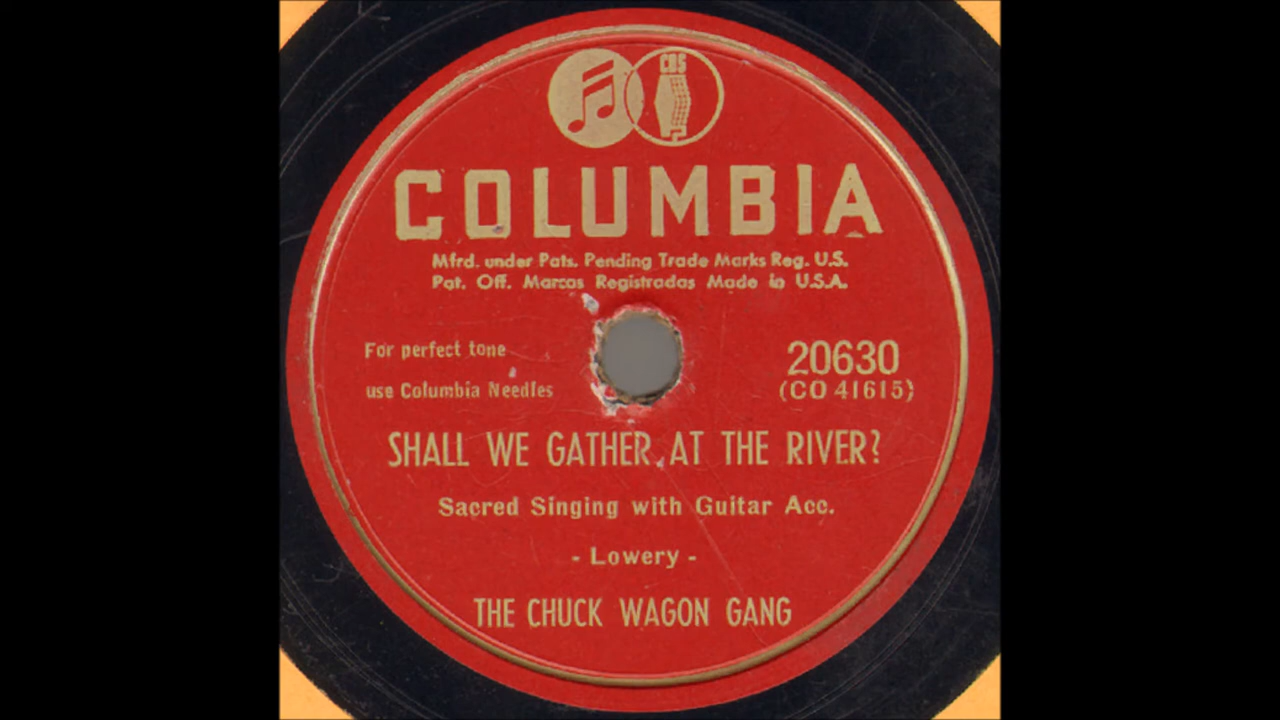 CBS
COLUMBIA
Mfrd. under Pats. Pending Trade Marks Reg. U.S.
Pat. Off. Marcas Registradas Made in U.S.A.
For perfect tone
use Columbia Needles
20630
(CO 41615)
SHALL WE GATHER AT THE RIVER?
Sacred Singing with Guitar Acc.
- Lowery -
THE CHUCK WAGON GANG